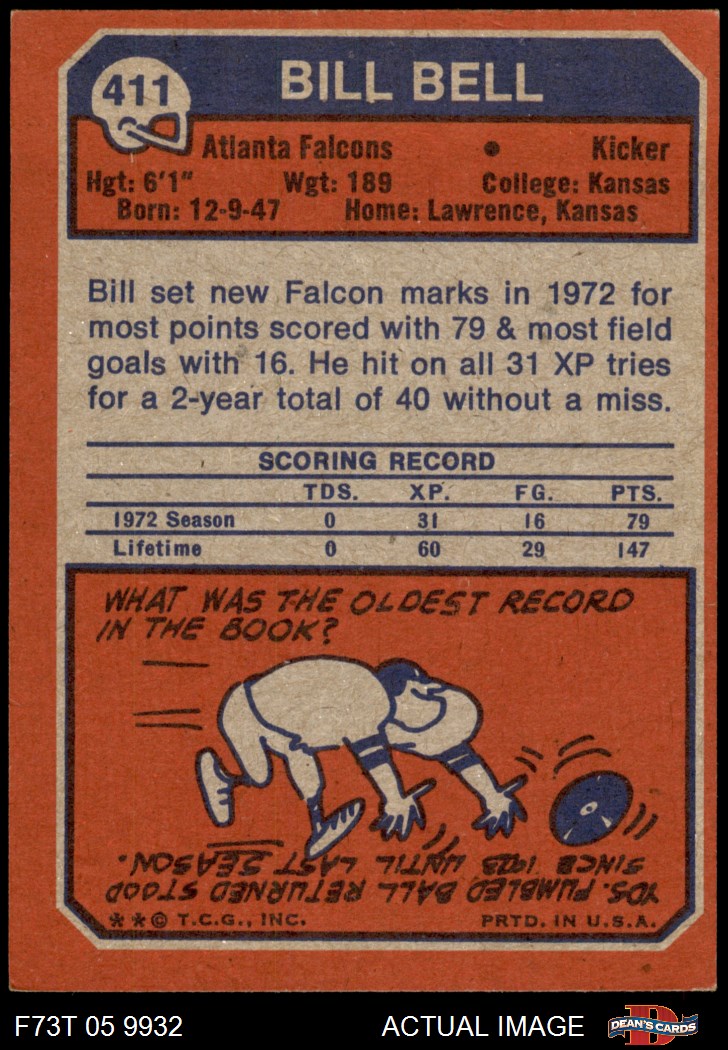 411
BILL BELL
Atlanta Falcons • Kicker
Hgt: 6'1" Wgt: 189 College: Kansas
Born: 12-9-47 Home: Lawrence, Kansas
Bill set new Falcon marks in 1972 for
most points scored with 79 & most field
goals with 16. He hit on all 31 XP tries
for a 2-year total of 40 without a miss.
SCORING RECORD
TDS. XP. FG. PTS.
1972 Season 0 31 16 79
Lifetime 0 60 29 147
WHAT WAS THE OLDEST RECORD
IN THE BOOK?
YDS. FUMBLED BALL RETURNED STOOD
SINCE 1923 UNTIL LAST SEASON.
** © T.C.G., INC. PRTD. IN U.S.A.
F73T 05 9932 ACTUAL IMAGE D DEAN'S CARDS